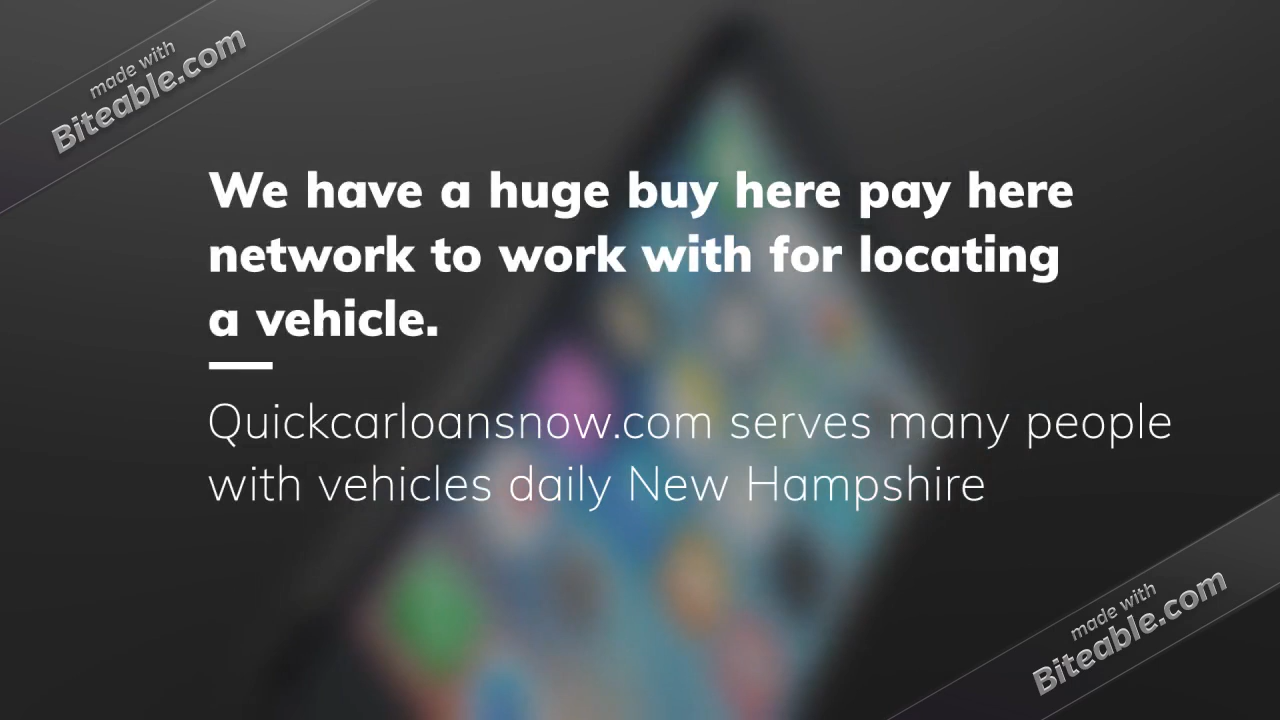 made with
Biteable.com
We have a huge buy here pay here
network to work with for locating
a vehicle.
Quickcarloansnow.com serves many people
with vehicles daily New Hampshire
made with
Biteable.com